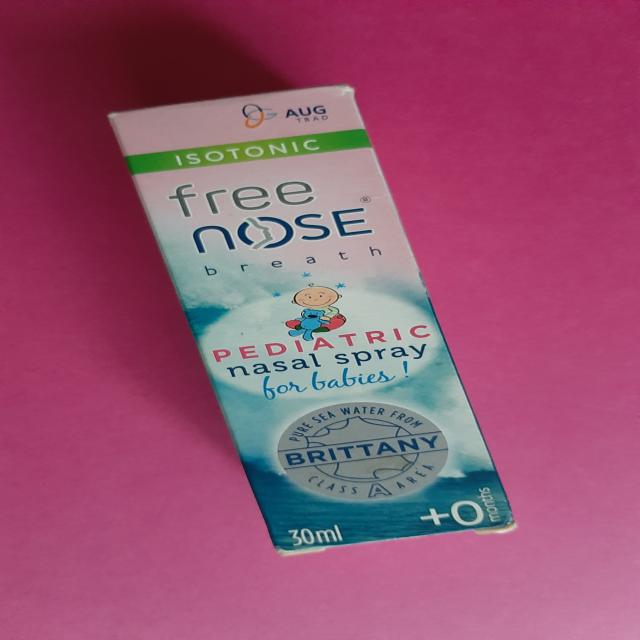 AUG
TRAD
ISOTONIC
free
NOSE®
breath
PEDIATRIC
nasal spray
for babies!
PURE SEA WATER FROM
BRITTANY
CLASS A AREA
30ml
+0 months